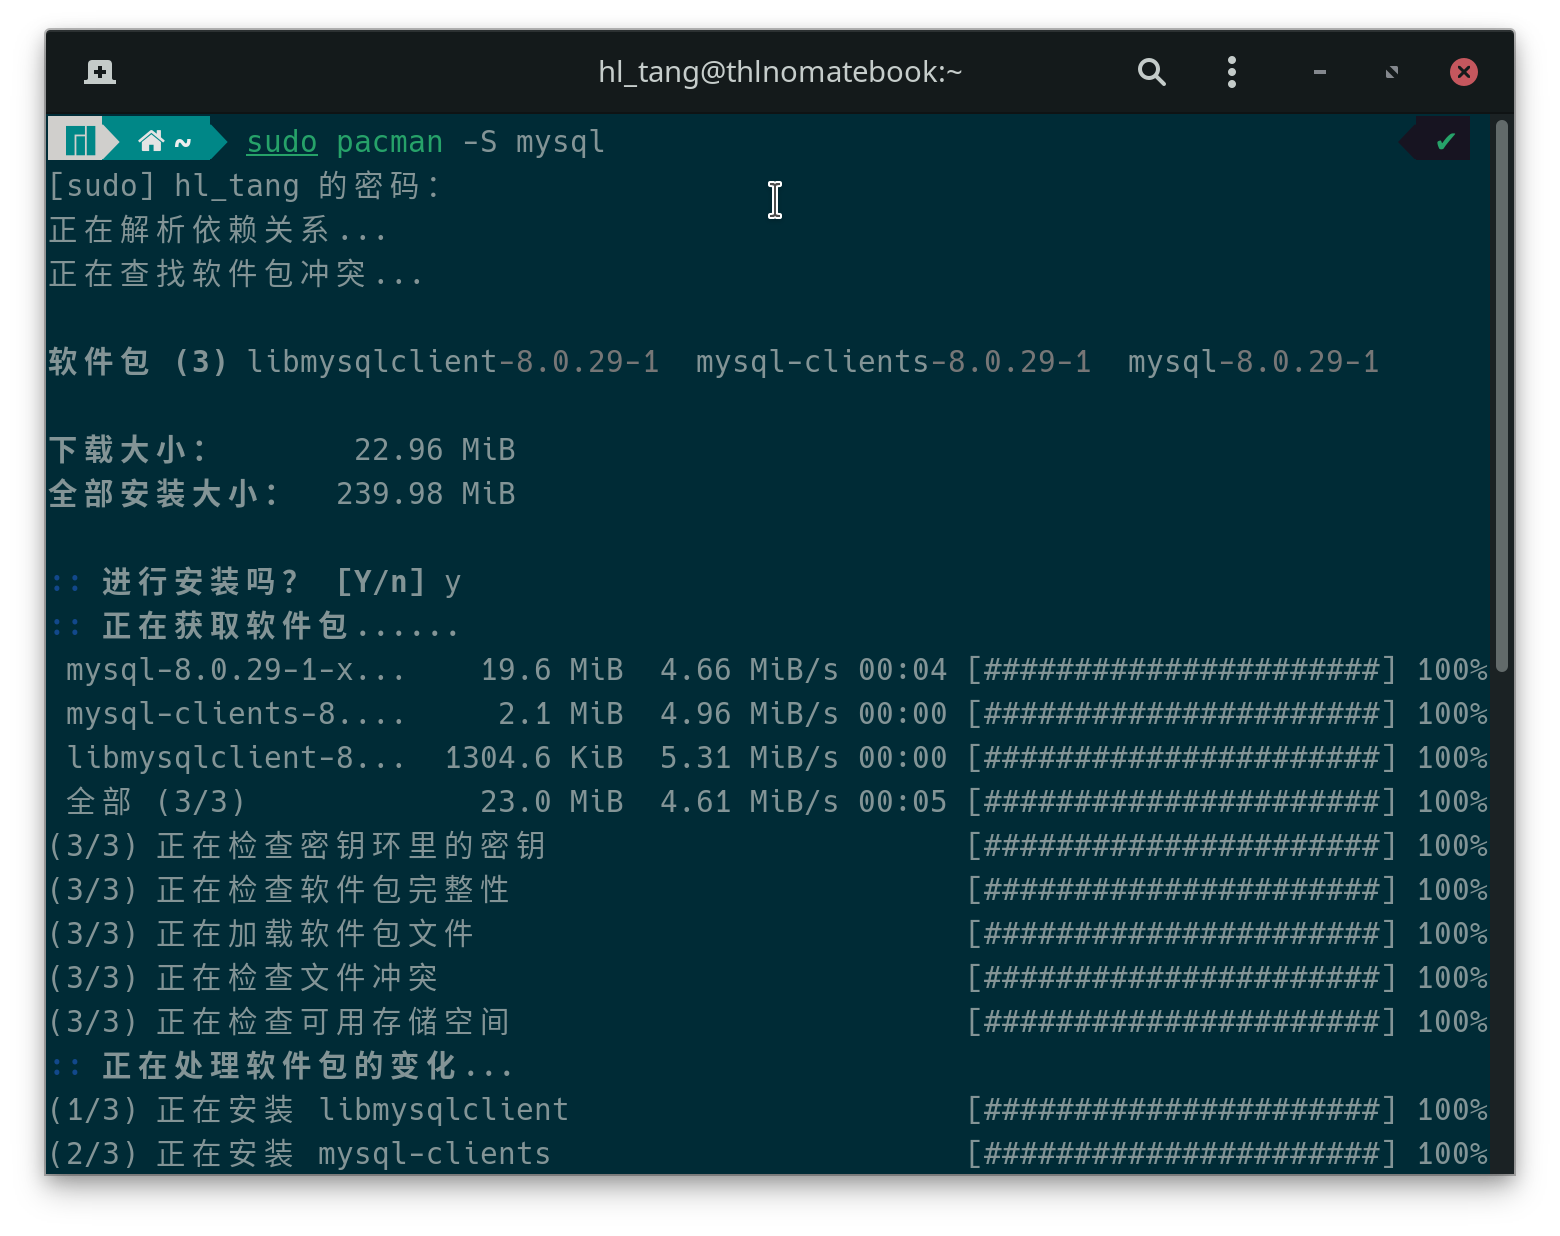 hl_tang@thlnomatebook:~
~ sudo pacman -S mysql ✔
[sudo] hl_tang 的密码：
正在解析依赖关系...
正在查找软件包冲突...
软件包 (3) libmysqlclient-8.0.29-1  mysql-clients-8.0.29-1  mysql-8.0.29-1
下载大小：        22.96 MiB
全部安装大小：   239.98 MiB
:: 进行安装吗？ [Y/n] y
:: 正在获取软件包......
mysql-8.0.29-1-x...    19.6 MiB  4.66 MiB/s 00:04 [######################] 100%
mysql-clients-8....     2.1 MiB  4.96 MiB/s 00:00 [######################] 100%
libmysqlclient-8...  1304.6 KiB  5.31 MiB/s 00:00 [######################] 100%
全部 (3/3)             23.0 MiB  4.61 MiB/s 00:05 [######################] 100%
(3/3) 正在检查密钥环里的密钥                       [######################] 100%
(3/3) 正在检查软件包完整性                         [######################] 100%
(3/3) 正在加载软件包文件                           [######################] 100%
(3/3) 正在检查文件冲突                             [######################] 100%
(3/3) 正在检查可用存储空间                         [######################] 100%
:: 正在处理软件包的变化...
(1/3) 正在安装 libmysqlclient                      [######################] 100%
(2/3) 正在安装 mysql-clients                       [######################] 100%